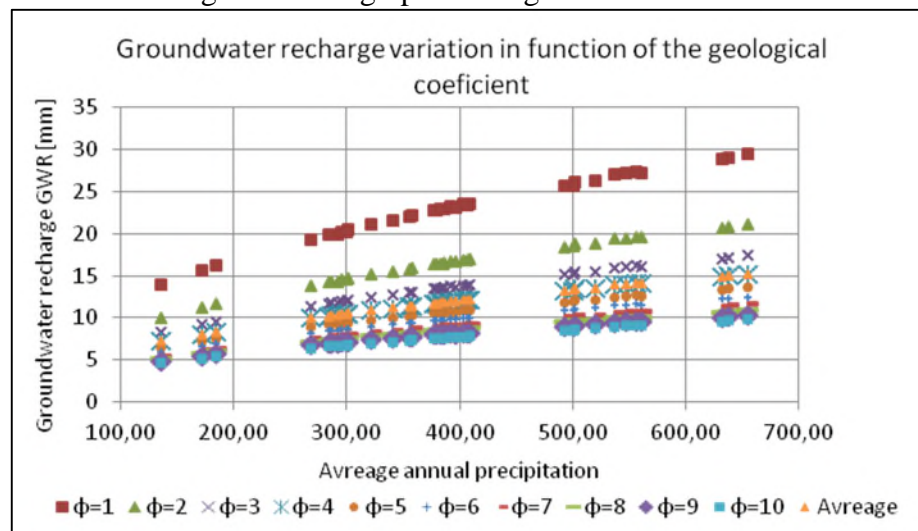 Groundwater recharge variation in function of the geological
coeficient
Groundwater recharge GWR [mm]
35
30
25
20
15
10
5
0
100,00 200,00 300,00 400,00 500,00 600,00 700,00
Avreage annual precipitation
ϕ=1 ϕ=2 ϕ=3 ϕ=4 ϕ=5 ϕ=6 ϕ=7 ϕ=8 ϕ=9 ϕ=10 Avreage